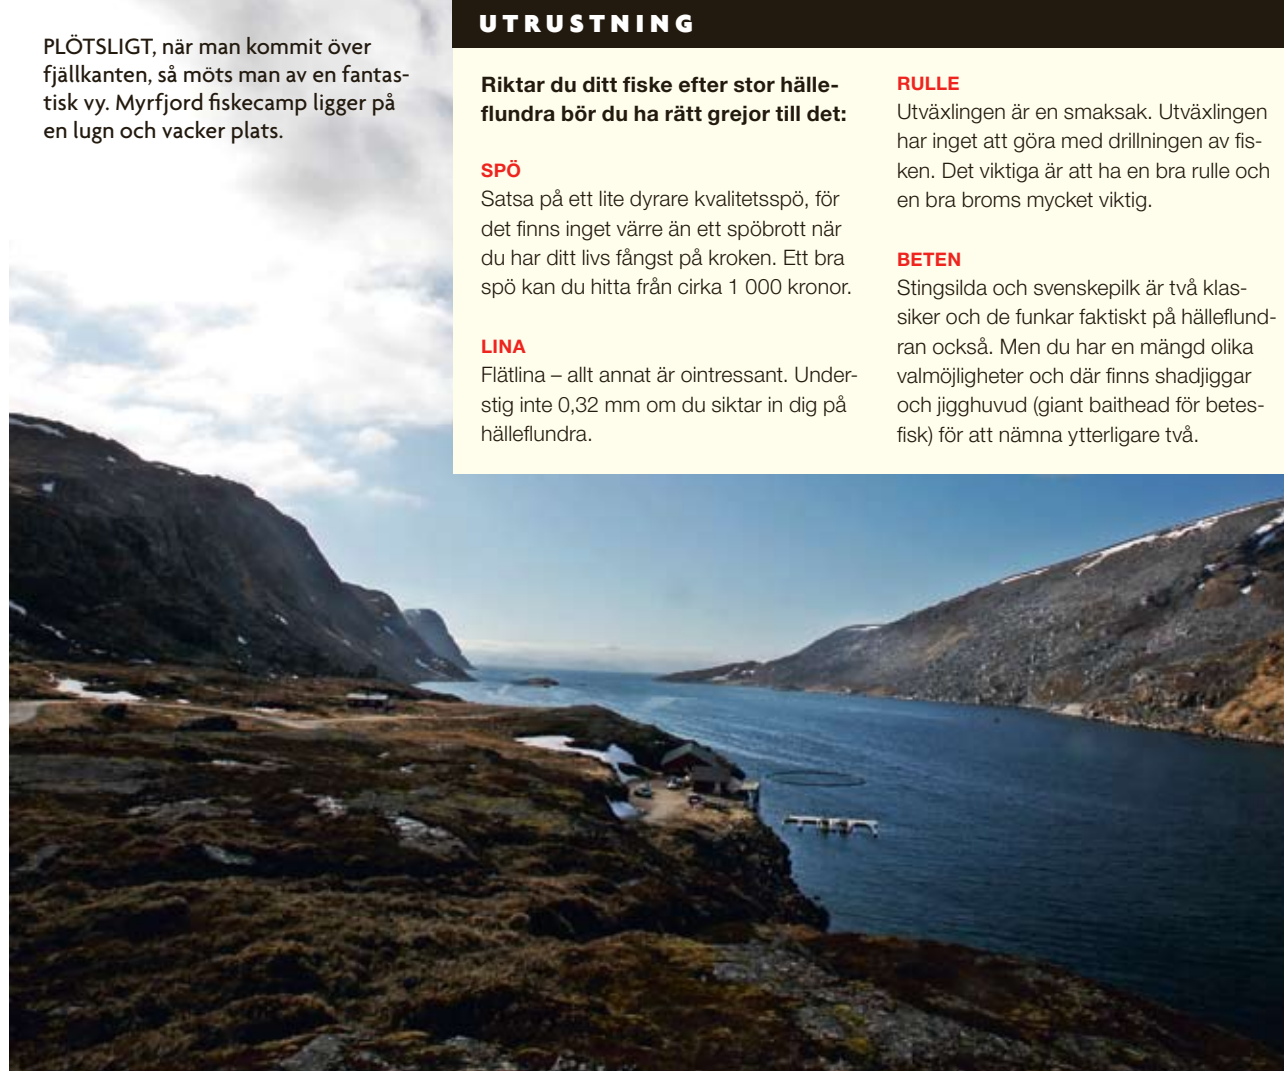 PLÖTSLIGT, när man kommit över
fjällkanten, så möts man av en fantas-
tisk vy. Myrfjord fiskecamp ligger på
en lugn och vacker plats.
UTRUSTNING
Riktar du ditt fiske efter stor hälle-
flundra bör du ha rätt grejor till det:
SPÖ
Satsa på ett lite dyrare kvalitetsspö, för
det finns inget värre än ett spöbrott när
du har ditt livs fångst på kroken. Ett bra
spö kan du hitta från cirka 1 000 kronor.
LINA
Flätlina – allt annat är ointressant. Under-
stig inte 0,32 mm om du siktar in dig på
hälleflundra.
RULLE
Utväxlingen är en smaksak. Utväxlingen
har inget att göra med drillningen av fis-
ken. Det viktiga är att ha en bra rulle och
en bra broms mycket viktig.
BETEN
Stingsilda och svenskepilk är två klas-
siker och de funkar faktiskt på hälleflund-
ran också. Men du har en mängd olika
valmöjligheter och där finns shadjiggar
och jigghuvud (giant baithead för betes-
fisk) för att nämna ytterligare två.